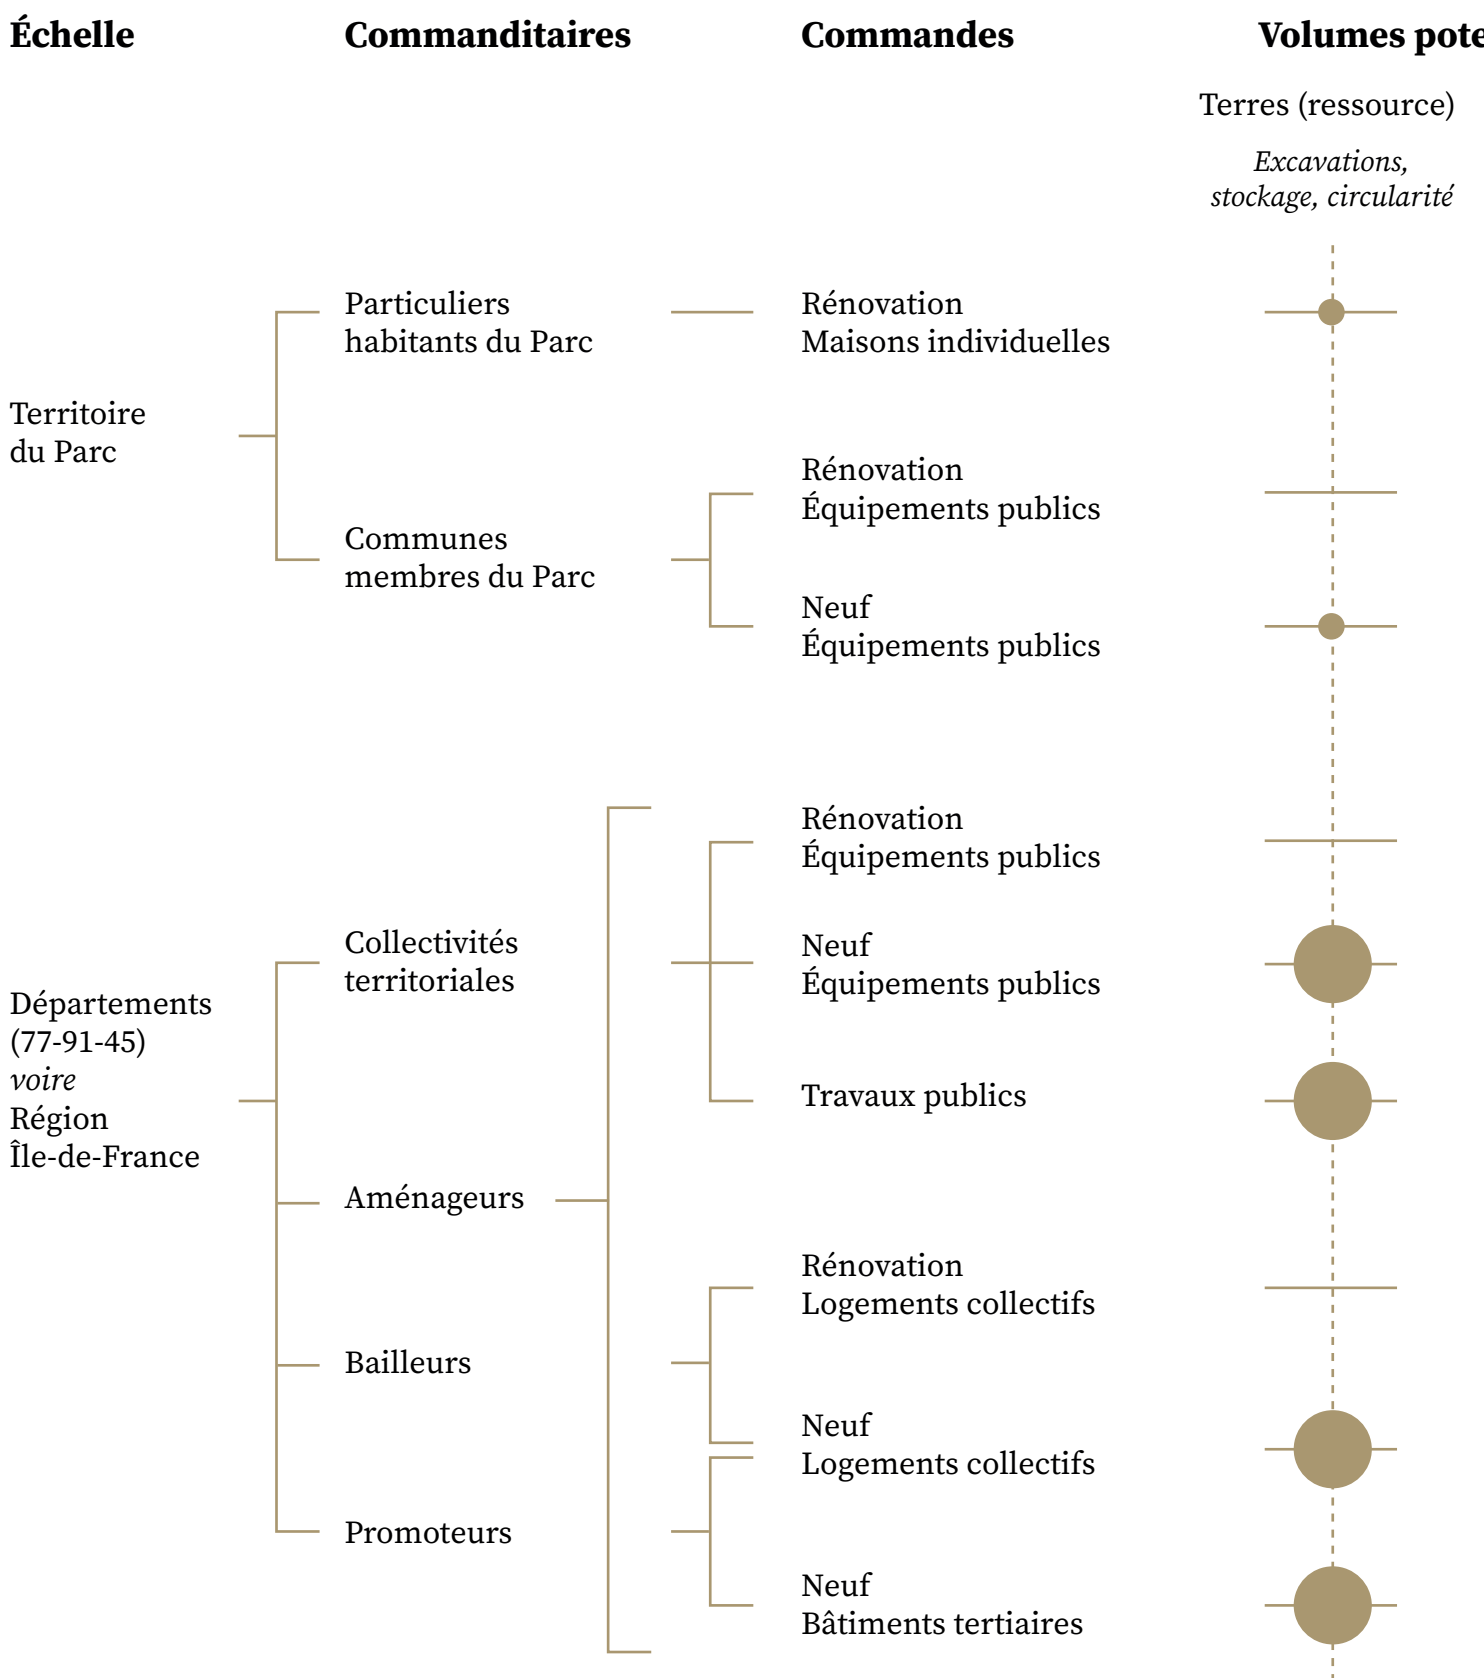 Échelle
Commanditaires
Commandes
Volumes
Terres (ressource)
Excavations,
stockage, circularité
Territoire
du Parc
Particuliers
habitants du Parc
Rénovation
Maisons individuelles
Communes
membres du Parc
Rénovation
Équipements publics
Neuf
Équipements publics
Départements
(77-91-45)
voire
Région
Île-de-France
Collectivités
territoriales
Rénovation
Équipements publics
Neuf
Équipements publics
Travaux publics
Aménageurs
Bailleurs
Rénovation
Logements collectifs
Neuf
Logements collectifs
Promoteurs
Neuf
Bâtiments tertiaires